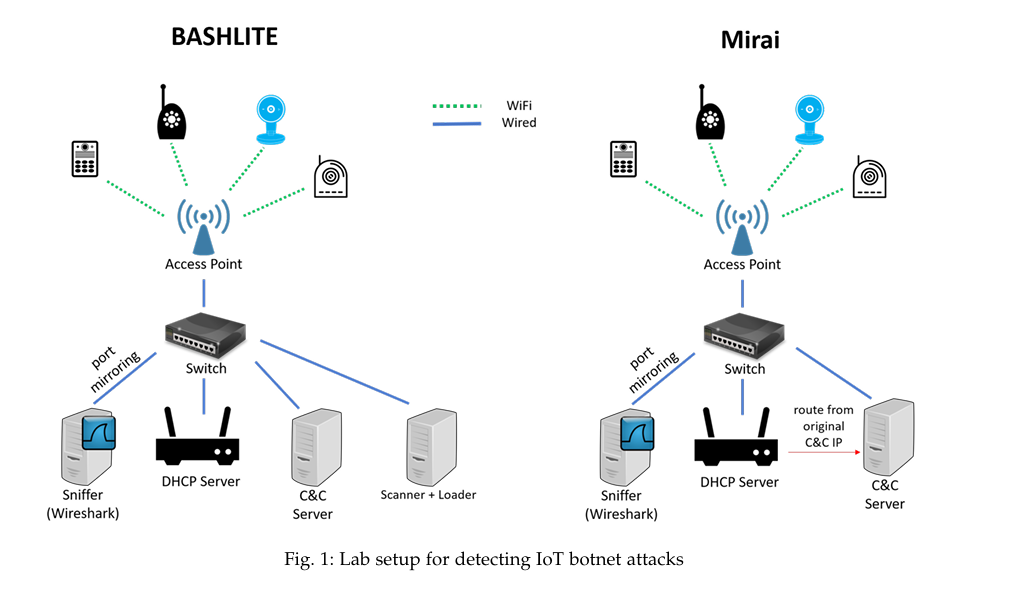 BASHLITE
Mirai
WiFi
Wired
Access Point
port
mirroring
Switch
Sniffer
(Wireshark)
DHCP Server
C&C
Server
Scanner + Loader
Access Point
port
mirroring
Switch
route from
original
C&C IP
Sniffer
(Wireshark)
DHCP Server
C&C
Server
Fig. 1: Lab setup for detecting IoT botnet attacks